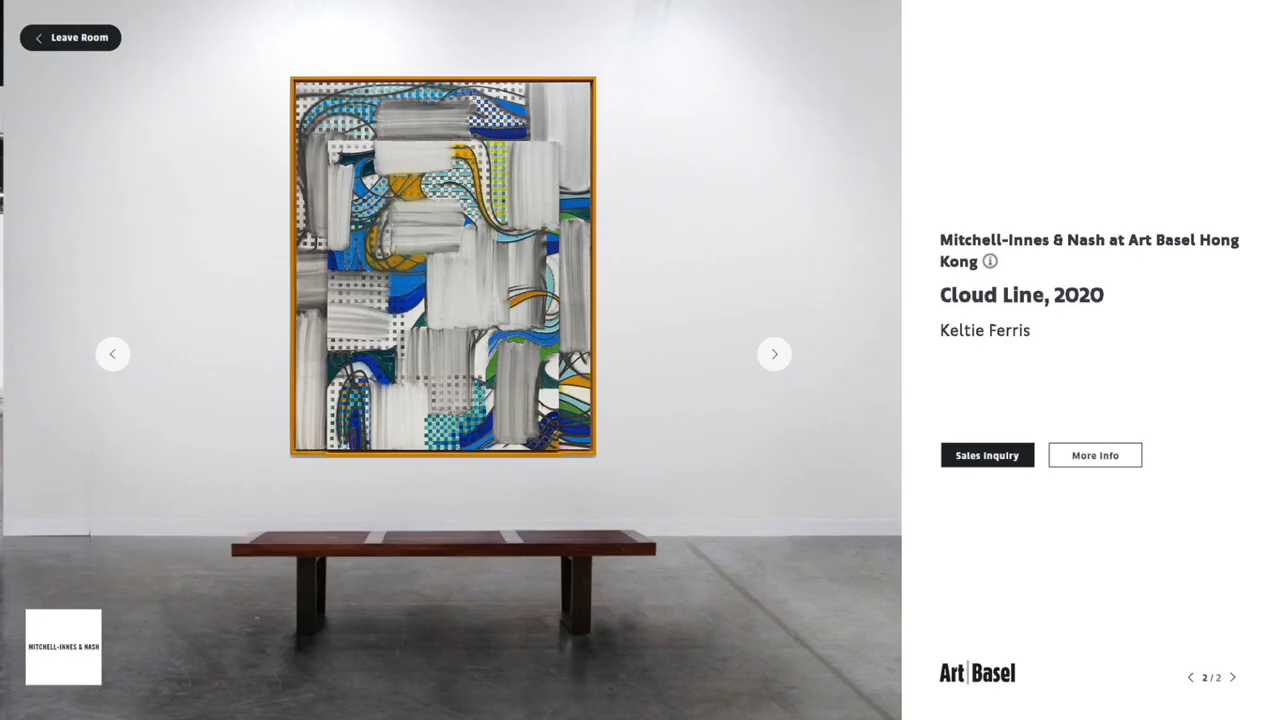 Leave Room
MITCHELL-INNES & NASH
Mitchell-Innes & Nash at Art Basel Hong
Kong
Cloud Line, 2020
Keltie Ferris
Sales Inquiry
More Info
Art Basel
2 / 2